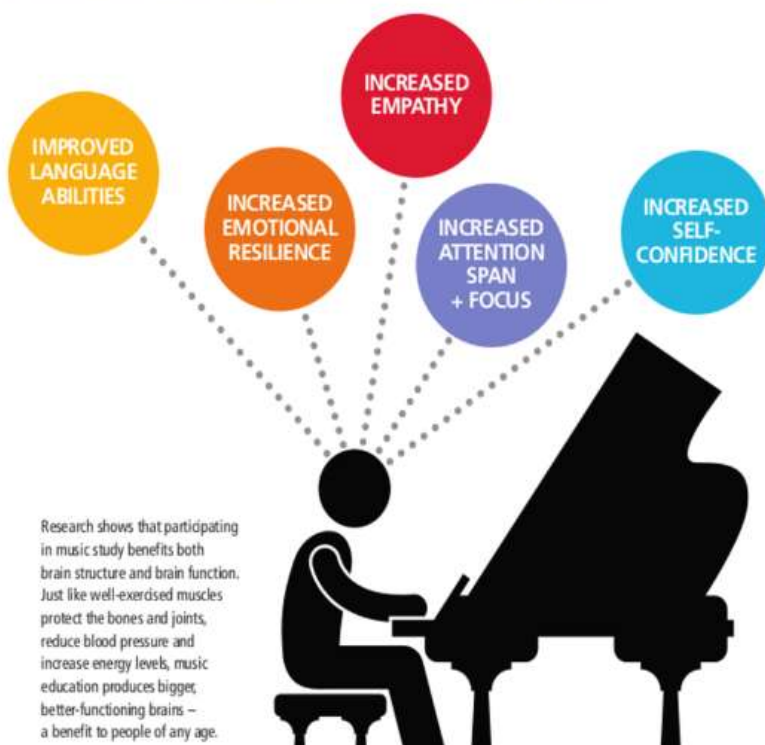 INCREASED
EMPATHY
IMPROVED
LANGUAGE
ABILITIES
INCREASED
EMOTIONAL
RESILIENCE
INCREASED
ATTENTION
SPAN
+ FOCUS
INCREASED
SELF-
CONFIDENCE
Research shows that participating
in music study benefits both
brain structure and brain function.
Just like well-exercised muscles
protect the bones and joints,
reduce blood pressure and
increase energy levels, music
education produces bigger,
better-functioning brains –
a benefit to people of any age.